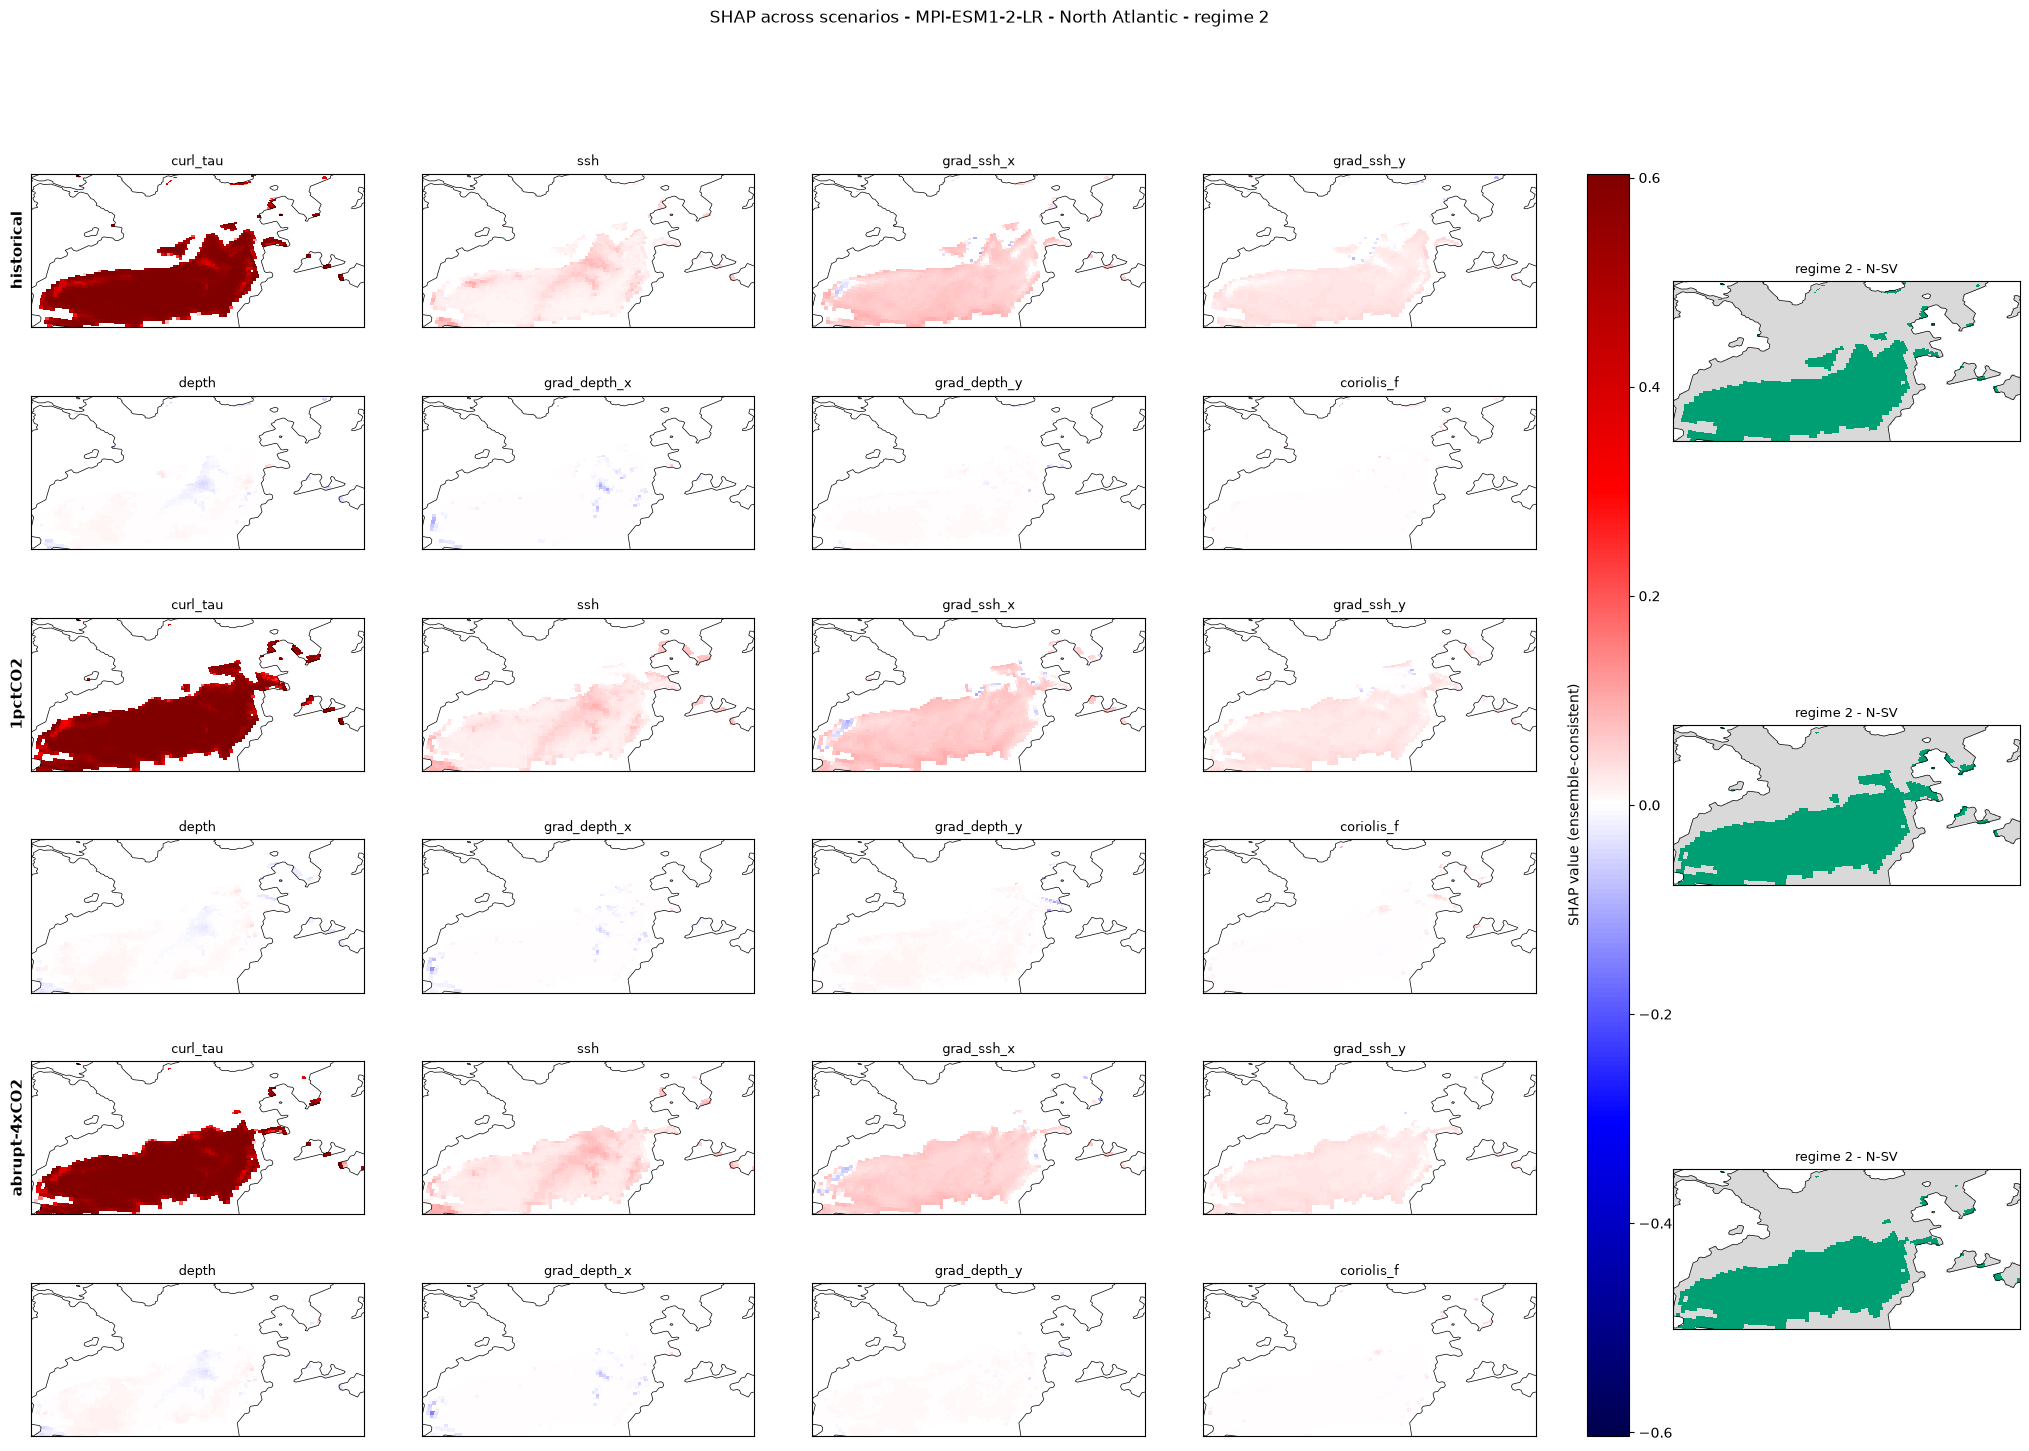 SHAP across scenarios - MPI-ESM1-2-LR - North Atlantic - regime 2
historical
curl_tau
ssh
grad_ssh_x
grad_ssh_y
depth
grad_depth_x
grad_depth_y
coriolis_f
1pctCO2
curl_tau
ssh
grad_ssh_x
grad_ssh_y
depth
grad_depth_x
grad_depth_y
coriolis_f
abrupt-4xCO2
curl_tau
ssh
grad_ssh_x
grad_ssh_y
depth
grad_depth_x
grad_depth_y
coriolis_f
SHAP value (ensemble-consistent)
0.6
0.4
0.2
0.0
−0.2
−0.4
−0.6
regime 2 - N-SV
regime 2 - N-SV
regime 2 - N-SV